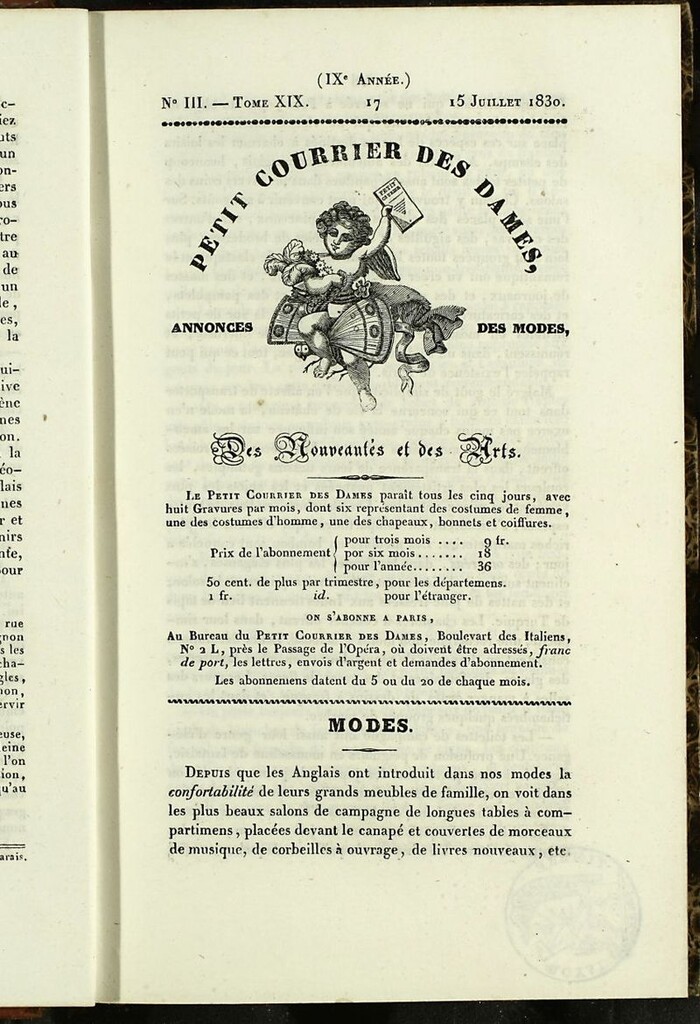 (IXe ANNÉE.)
No III. — TOME XIX. 17 15 JUILLET 1830.
PETIT COURRIER DES DAMES,
PETIT
ANNONCES DES MODES,
Des Nouveautés et des Arts.
LE PETIT COURRIER DES DAMES paraît tous les cinq jours, avec
huit Gravures par mois, dont six représentant des costumes de femme,
une des costumes d'homme, une des chapeaux, bonnets et coiffures.
Prix de l'abonnement
pour trois mois .... 9 fr.
por six mois....... 18
pour l'année........ 36
50 cent. de plus par trimestre, pour les départemens.
1 fr. id. pour l'étranger.
ON S'ABONNE A PARIS,
Au Bureau du PETIT COURRIER DES DAMES, Boulevart des Italiens,
No 2 L, près le Passage de l'Opéra, où doivent être adressés, franc
de port, les lettres, envois d'argent et demandes d'abonnement.
Les abonnemens datent du 5 ou du 20 de chaque mois.
MODES.
DEPUIS que les Anglais ont introduit dans nos modes la
confortabilité de leurs grands meubles de famille, on voit dans
les plus beaux salons de campagne de longues tables à com-
partimens, placées devant le canapé et couvertes de morceaux
de musique, de corbeilles à ouvrage, de livres nouveaux, etc